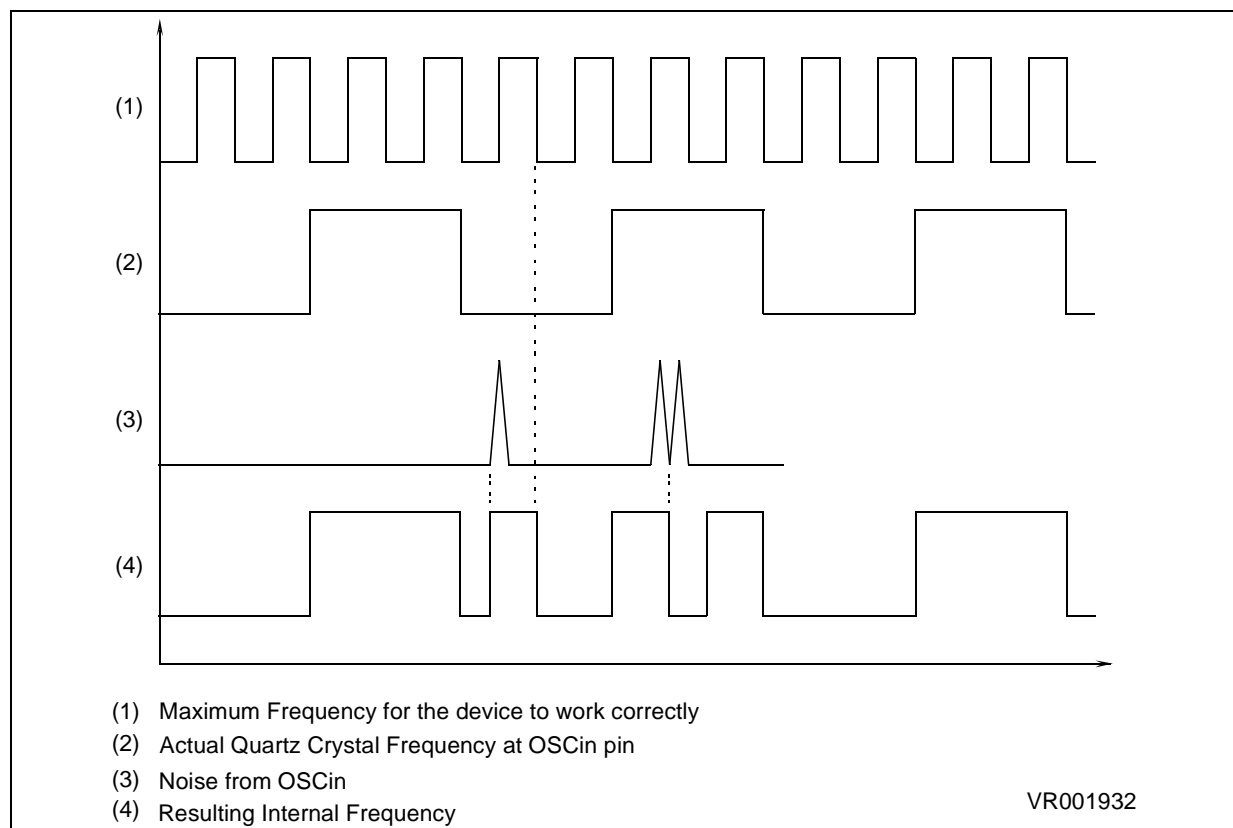 (1)
(2)
(3)
(4)
(1) Maximum Frequency for the device to work correctly
(2) Actual Quartz Crystal Frequency at OSCin pin
(3) Noise from OSCin
(4) Resulting Internal Frequency
VR001932